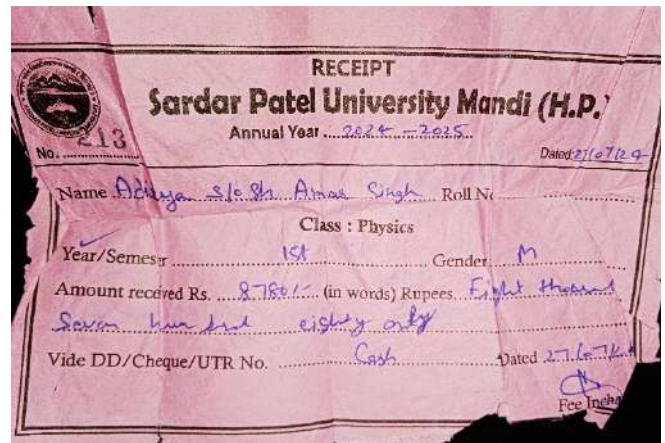 RECEIPT
Sardar Patel University Mandi (H.P.)
Annual Year ... 2024 - 2025
No. 213 Dated: 27/07/24
Name S/o Sh. Amar Singh Roll No
Class : Physics
Year/Semester 1st Gender M
Amount received Rs. 8780/- (in words) Rupees Eight thousand
Seven hundred eighty only
Vide DD/Cheque/UTR No. Cash Dated 27/07/24
Fee Incha